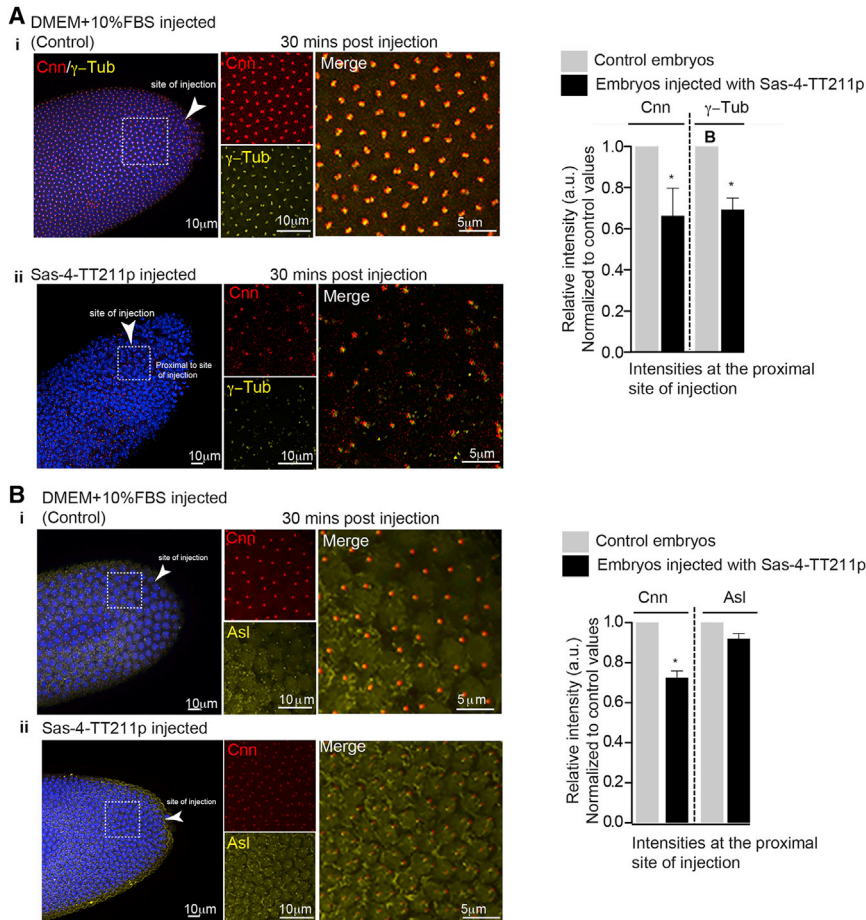 A
DMEM+10%FBS injected
i
(Control)
30 mins post injection
Cnn/γ–Tub
site of injection
10μm
Cnn
γ–Tub
10μm
Merge
5μm
ii
Sas-4-TT211p injected
30 mins post injection
site of injection
Proximal to site
of injection
10μm
Cnn
γ–Tub
10μm
Merge
5μm
Control embryos
Embryos injected with Sas-4-TT211p
Cnn
γ–Tub
B
1.0
0.8
0.6
0.4
0.2
0
*
*
Relative intensity (a.u.)
Normalized to control values
Intensities at the proximal
site of injection
B
DMEM+10%FBS injected
i
(Control)
30 mins post injection
site of injection
10μm
Cnn
Asl
10μm
Merge
5μm
ii
Sas-4-TT211p injected
site of injection
10μm
Cnn
Asl
10μm
Merge
5μm
Control embryos
Embryos injected with Sas-4-TT211p
Cnn
Asl
1.0
0.8
0.6
0.4
0.2
0
*
Relative intensity (a.u.)
Normalized to control values
Intensities at the proximal
site of injection